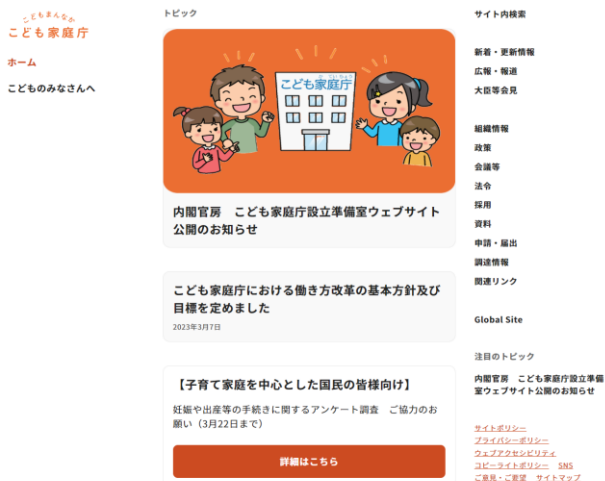 こどもまんなか
こども家庭庁
ホーム
こどものみなさんへ
トピック
こども家庭庁
内閣官房　こども家庭庁設立準備室ウェブサイト
公開のお知らせ
こども家庭庁における働き方改革の基本方針及び
目標を定めました
2023年3月7日
【子育て家庭を中心とした国民の皆様向け】
妊娠や出産等の手続きに関するアンケート調査　ご協力のお
願い（3月22日まで）
詳細はこちら
サイト内検索
新着・更新情報
広報・報道
大臣等会見
組織情報
政策
会議等
法令
採用
資料
申請・届出
調達情報
関連リンク
Global Site
注目のトピック
内閣官房　こども家庭庁設立準備
室ウェブサイト公開のお知らせ
サイトポリシー
プライバシーポリシー
ウェブアクセシビリティ
コピーライトポリシー　SNS
ご意見・ご要望　サイトマップ